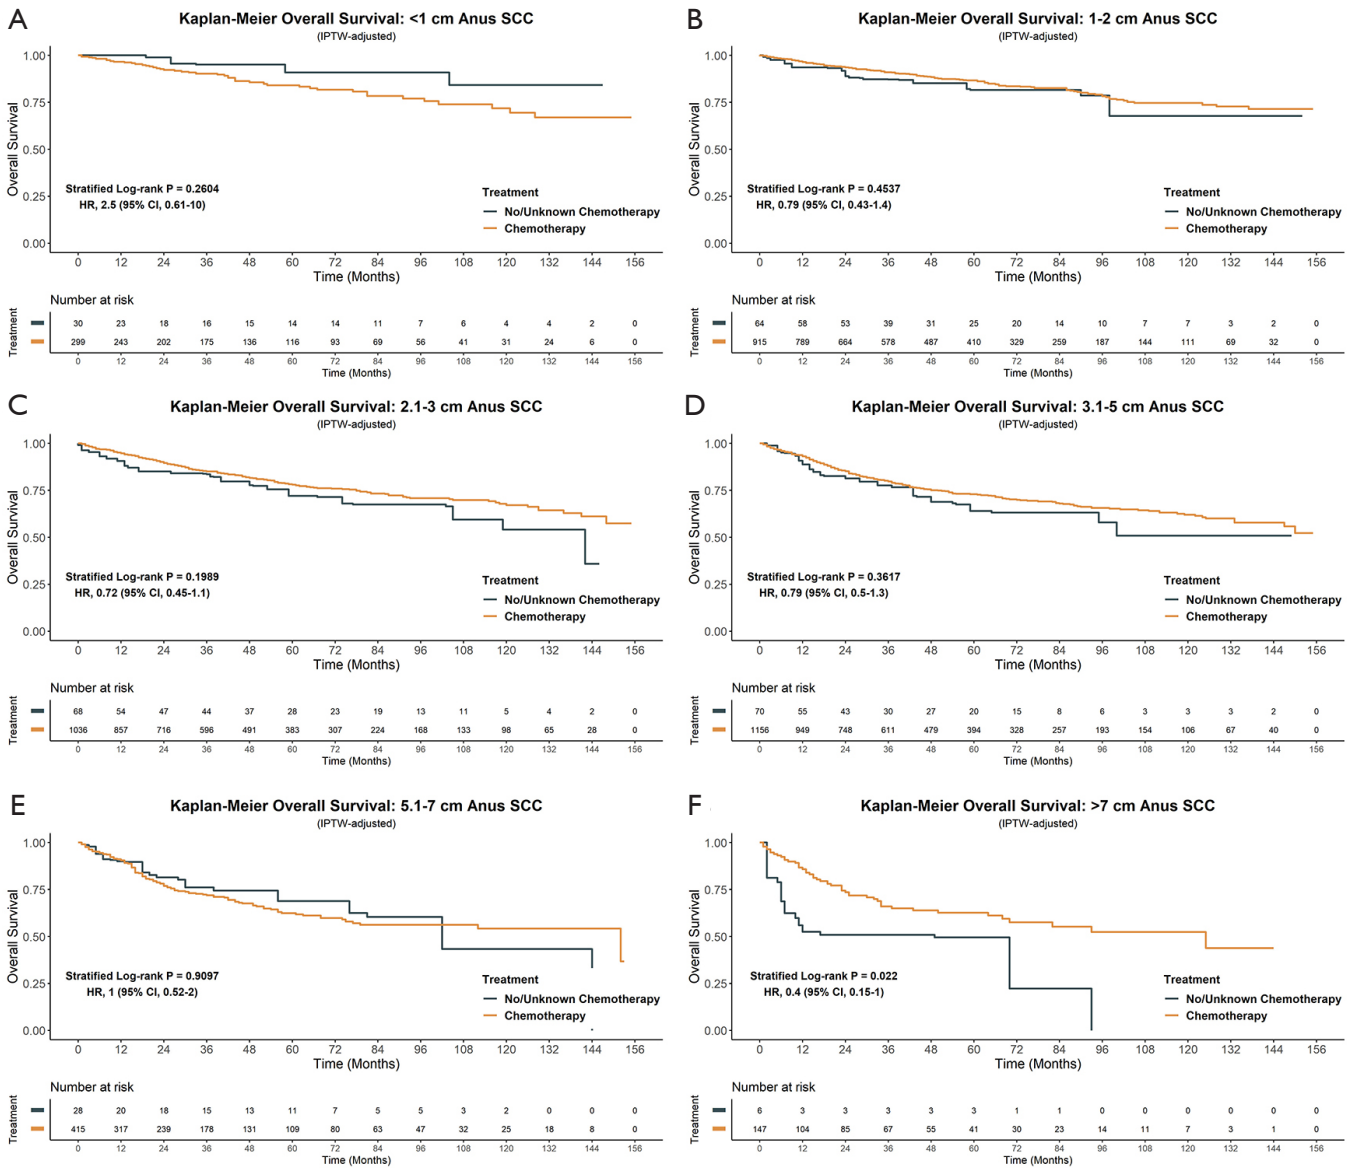 A
Kaplan-Meier Overall Survival: <1 cm Anus SCC
(IPTW-adjusted)
Overall Survival
1.00
0.75
0.50
0.25
0.00
Stratified Log-rank P = 0.2604
HR, 2.5 (95% CI, 0.61-10)
Treatment
No/Unknown Chemotherapy
Chemotherapy
0 12 24 36 48 60 72 84 96 108 120 132 144 156
Time (Months)
Number at risk
Treatment
30 23 18 16 15 14 14 11 7 6 4 4 2 0
299 243 202 175 136 116 93 69 56 41 31 24 6 0
0 12 24 36 48 60 72 84 96 108 120 132 144 156
Time (Months)
B
Kaplan-Meier Overall Survival: 1-2 cm Anus SCC
(IPTW-adjusted)
Overall Survival
1.00
0.75
0.50
0.25
0.00
Stratified Log-rank P = 0.4537
HR, 0.79 (95% CI, 0.43-1.4)
Treatment
No/Unknown Chemotherapy
Chemotherapy
0 12 24 36 48 60 72 84 96 108 120 132 144 156
Time (Months)
Number at risk
Treatment
64 58 53 39 31 25 20 14 10 7 7 3 2 0
915 789 664 578 487 410 329 259 187 144 111 69 32 0
0 12 24 36 48 60 72 84 96 108 120 132 144 156
Time (Months)
C
Kaplan-Meier Overall Survival: 2.1-3 cm Anus SCC
(IPTW-adjusted)
Overall Survival
1.00
0.75
0.50
0.25
0.00
Stratified Log-rank P = 0.1989
HR, 0.72 (95% CI, 0.45-1.1)
Treatment
No/Unknown Chemotherapy
Chemotherapy
0 12 24 36 48 60 72 84 96 108 120 132 144 156
Time (Months)
Number at risk
Treatment
68 54 47 44 37 28 23 19 13 11 5 4 2 0
1036 857 716 596 491 383 307 224 168 133 98 65 28 0
0 12 24 36 48 60 72 84 96 108 120 132 144 156
Time (Months)
D
Kaplan-Meier Overall Survival: 3.1-5 cm Anus SCC
(IPTW-adjusted)
Overall Survival
1.00
0.75
0.50
0.25
0.00
Stratified Log-rank P = 0.3617
HR, 0.79 (95% CI, 0.5-1.3)
Treatment
No/Unknown Chemotherapy
Chemotherapy
0 12 24 36 48 60 72 84 96 108 120 132 144 156
Time (Months)
Number at risk
Treatment
70 55 43 30 27 20 15 8 6 3 3 3 2 0
1156 949 748 611 479 394 328 257 193 154 106 67 40 0
0 12 24 36 48 60 72 84 96 108 120 132 144 156
Time (Months)
E
Kaplan-Meier Overall Survival: 5.1-7 cm Anus SCC
(IPTW-adjusted)
Overall Survival
1.00
0.75
0.50
0.25
0.00
Stratified Log-rank P = 0.9097
HR, 1 (95% CI, 0.52-2)
Treatment
No/Unknown Chemotherapy
Chemotherapy
0 12 24 36 48 60 72 84 96 108 120 132 144 156
Time (Months)
Number at risk
Treatment
28 20 18 15 13 11 7 5 5 3 2 0 0 0
415 317 239 178 131 109 80 63 47 32 25 18 8 0
0 12 24 36 48 60 72 84 96 108 120 132 144 156
Time (Months)
F
Kaplan-Meier Overall Survival: >7 cm Anus SCC
(IPTW-adjusted)
Overall Survival
1.00
0.75
0.50
0.25
0.00
Stratified Log-rank P = 0.022
HR, 0.4 (95% CI, 0.15-1)
Treatment
No/Unknown Chemotherapy
Chemotherapy
0 12 24 36 48 60 72 84 96 108 120 132 144 156
Time (Months)
Number at risk
Treatment
6 3 3 3 3 3 1 1 0 0 0 0 0 0
147 104 85 67 55 41 30 23 14 11 7 3 1 0
0 12 24 36 48 60 72 84 96 108 120 132 144 156
Time (Months)